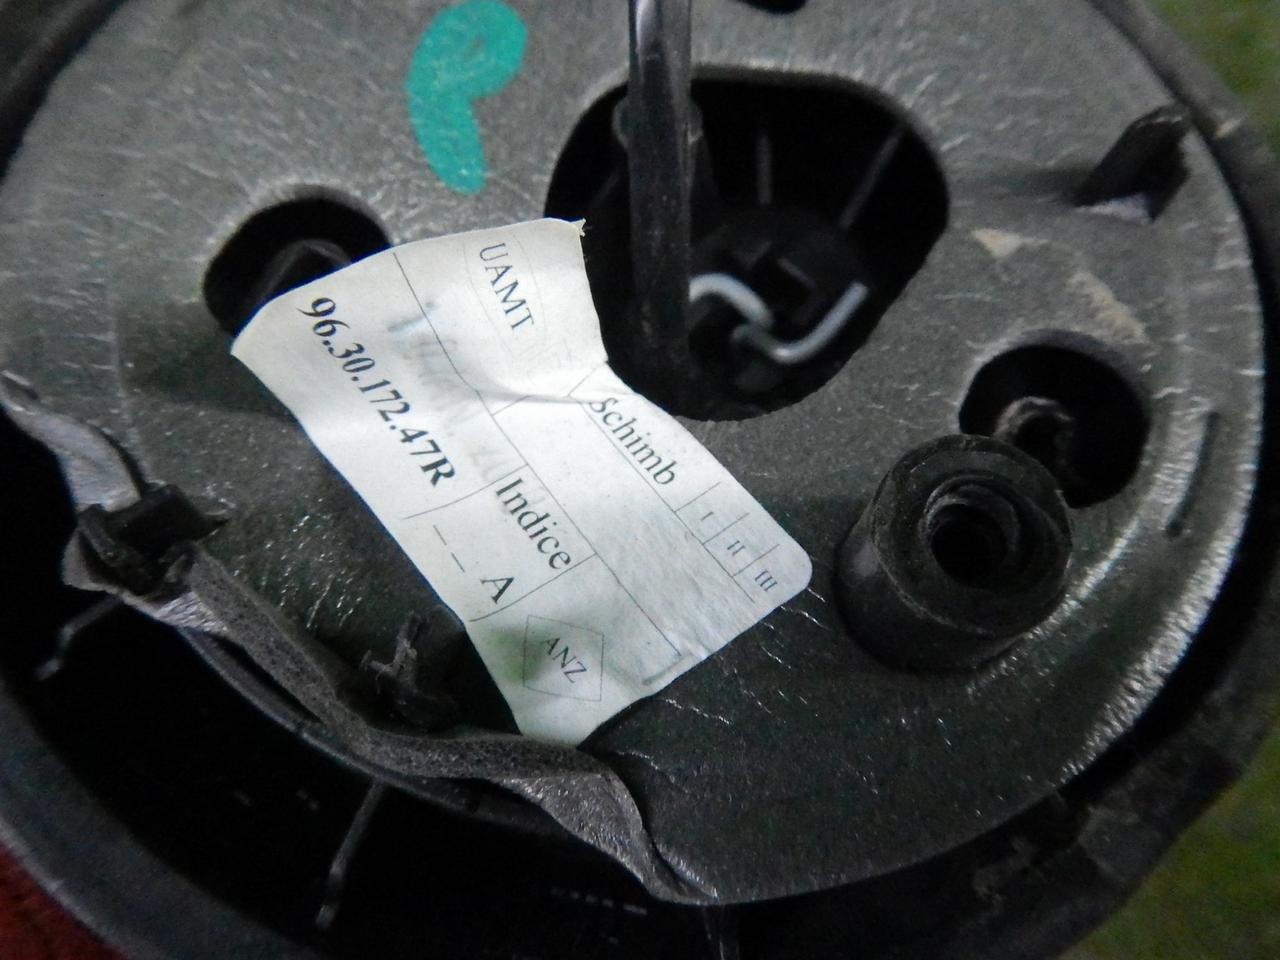 UAMT
96.30.172.47R
Schimb
I II III
Indice
A
ANZ